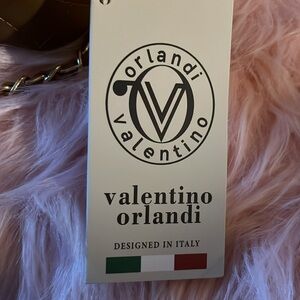 orlandi
V
valentino
valentino
orlandi
DESIGNED IN ITALY